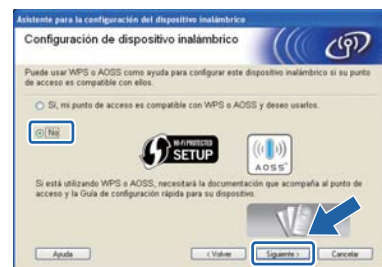 Asistente para la configuración del dispositivo inalámbrico
Configuración de dispositivo inalámbrico
Puede usar WPS o AOSS como ayuda para configurar este dispositivo inalámbrico si su punto
de acceso es compatible con ellos.
Sí, mi punto de acceso es compatible con WPS o AOSS y deseo usarlos.
No
WI-FI PROTECTED
SETUP
AOSS
Si está utilizando WPS o AOSS, necesitará la documentación que acompaña al punto de
acceso y la Guía de configuración rápida para su dispositivo.
Ayuda
< Volver
Siguiente >
Cancelar